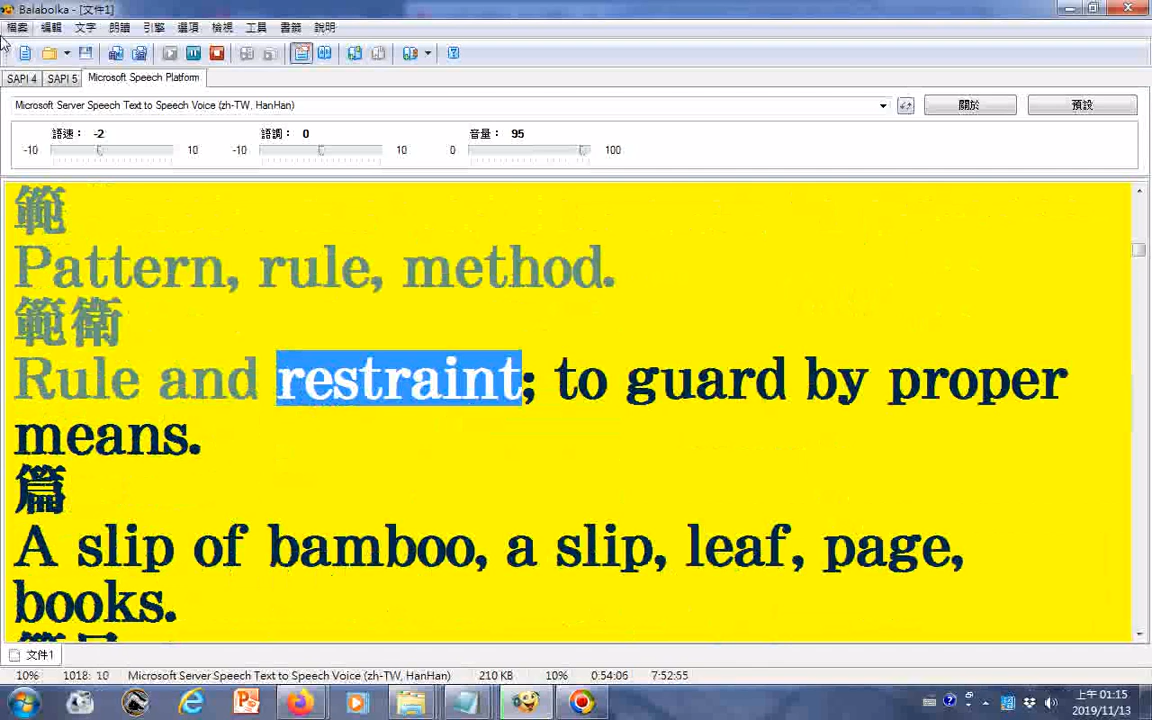 Balabolka - [文件1]
檔案 編輯 文字 朗讀 引擎 選項 檢視 工具 書籤 說明
SAPI 4 SAPI 5 Microsoft Speech Platform
Microsoft Server Speech Text to Speech Voice (zh-TW, HanHan) 關於 預設
語速： -2 語調： 0 音量： 95
-10 10 -10 10 0 100
範
Pattern, rule, method.
範衛
Rule and restraint; to guard by proper
means.
篇
A slip of bamboo, a slip, leaf, page,
books.
文件1
10% 1018: 10 Microsoft Server Speech Text to Speech Voice (zh-TW, HanHan) 210 KB 10% 0:54:06 7:52:55
上午 01:15
2019/11/13